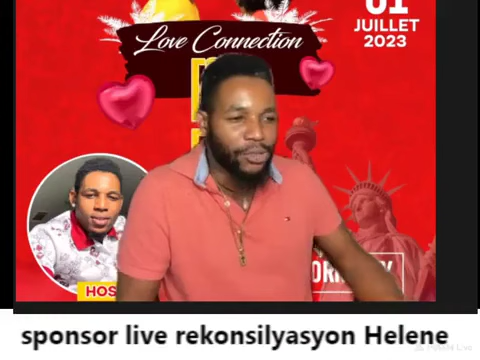 01
JUILLET
2023
Love Connection
HOS
sponsor live rekonsilyasyon Helene